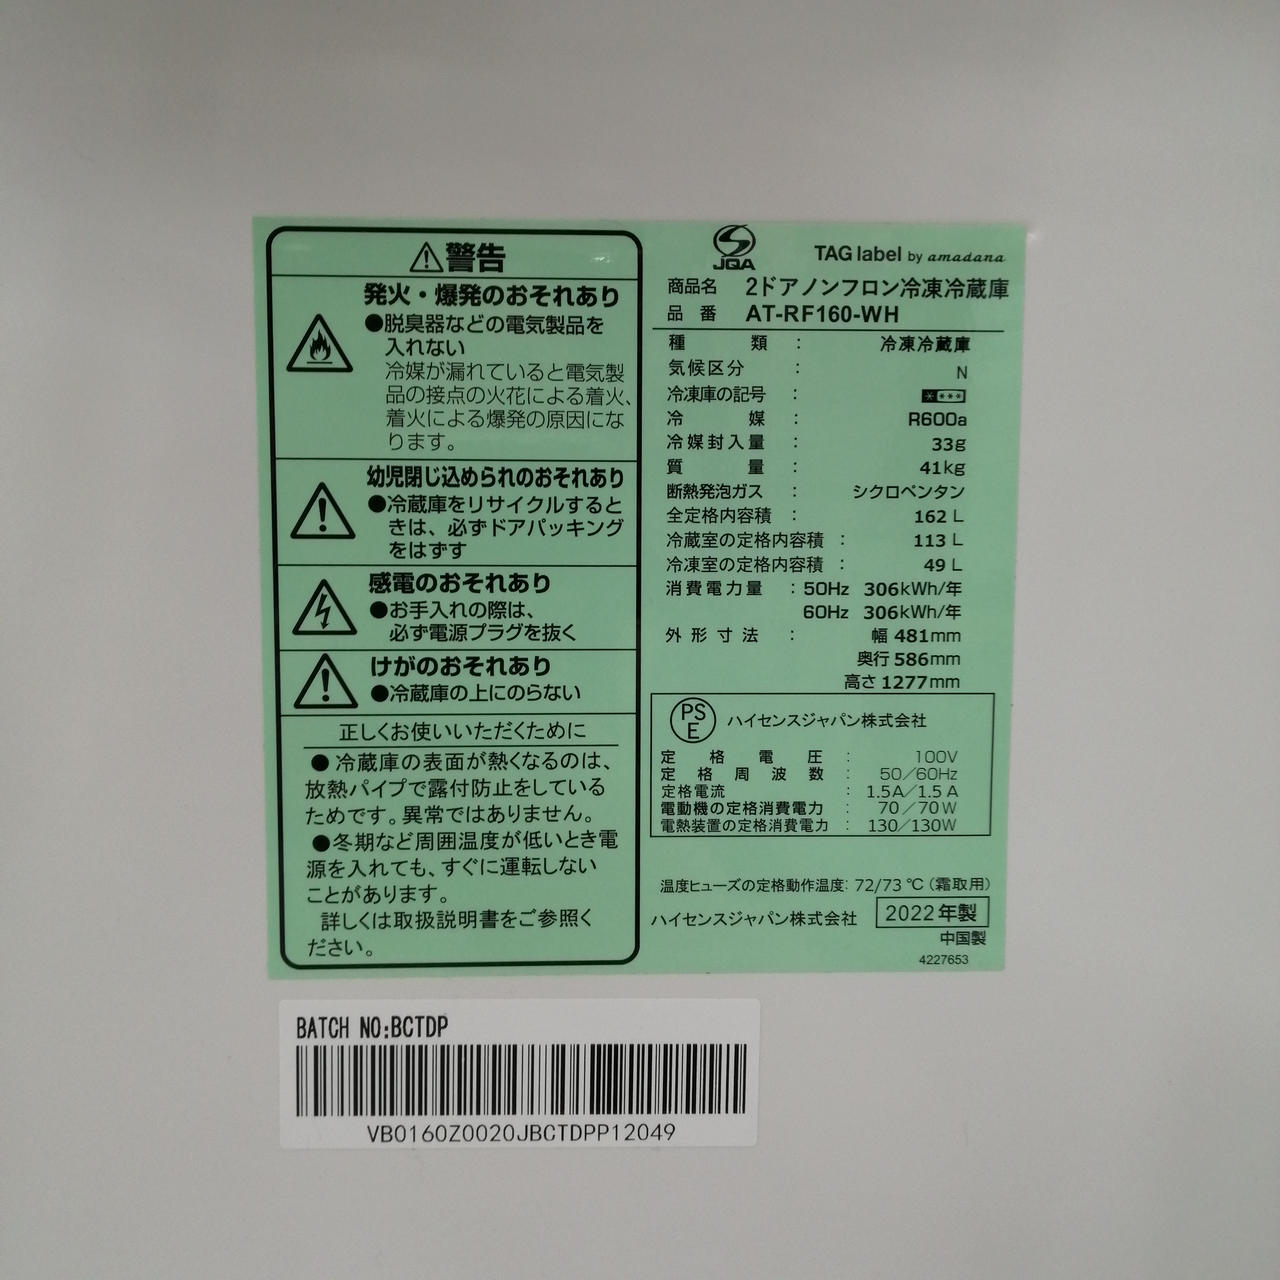 警告
発火・爆発のおそれあり
●脱臭器などの電気製品を
入れない
冷媒が漏れていると電気製
品の接点の火花による着火、
着火による爆発の原因にな
ります。
幼児閉じ込められのおそれあり
●冷蔵庫をリサイクルすると
きは、必ずドアパッキング
をはずす
感電のおそれあり
●お手入れの際は、
必ず電源プラグを抜く
けがのおそれあり
●冷蔵庫の上にのらない
正しくお使いいただくために
●冷蔵庫の表面が熱くなるのは、
放熱パイプで露付防止をしている
ためです。異常ではありません。
●冬期など周囲温度が低いとき電
源を入れても、すぐに運転しない
ことがあります。
詳しくは取扱説明書をご参照く
ださい。
JQA
TAG label by amadana
商品名 2ドアノンフロン冷凍冷蔵庫
品番 AT-RF160-WH
種類 : 冷凍冷蔵庫
気候区分 : N
冷凍庫の記号 : ****
冷媒 : R600a
冷媒封入量 : 33g
質量 : 41kg
断熱発泡ガス : シクロペンタン
全定格内容積 : 162 L
冷蔵室の定格内容積 : 113 L
冷凍室の定格内容積 : 49 L
消費電力量 : 50Hz 306kWh/年
60Hz 306kWh/年
外形寸法 : 幅 481mm
奥行 586mm
高さ 1277mm
PSE ハイセンスジャパン株式会社
定格電圧 : 100V
定格周波数 : 50/60Hz
定格電流 : 1.5A/1.5A
電動機の定格消費電力 : 70/70W
電熱装置の定格消費電力 : 130/130W
温度ヒューズの定格動作温度: 72/73℃(霜取用)
ハイセンスジャパン株式会社 2022年製
中国製
4227653
BATCH NO:BCTDP
VB0160Z0020JBCTDPP12049